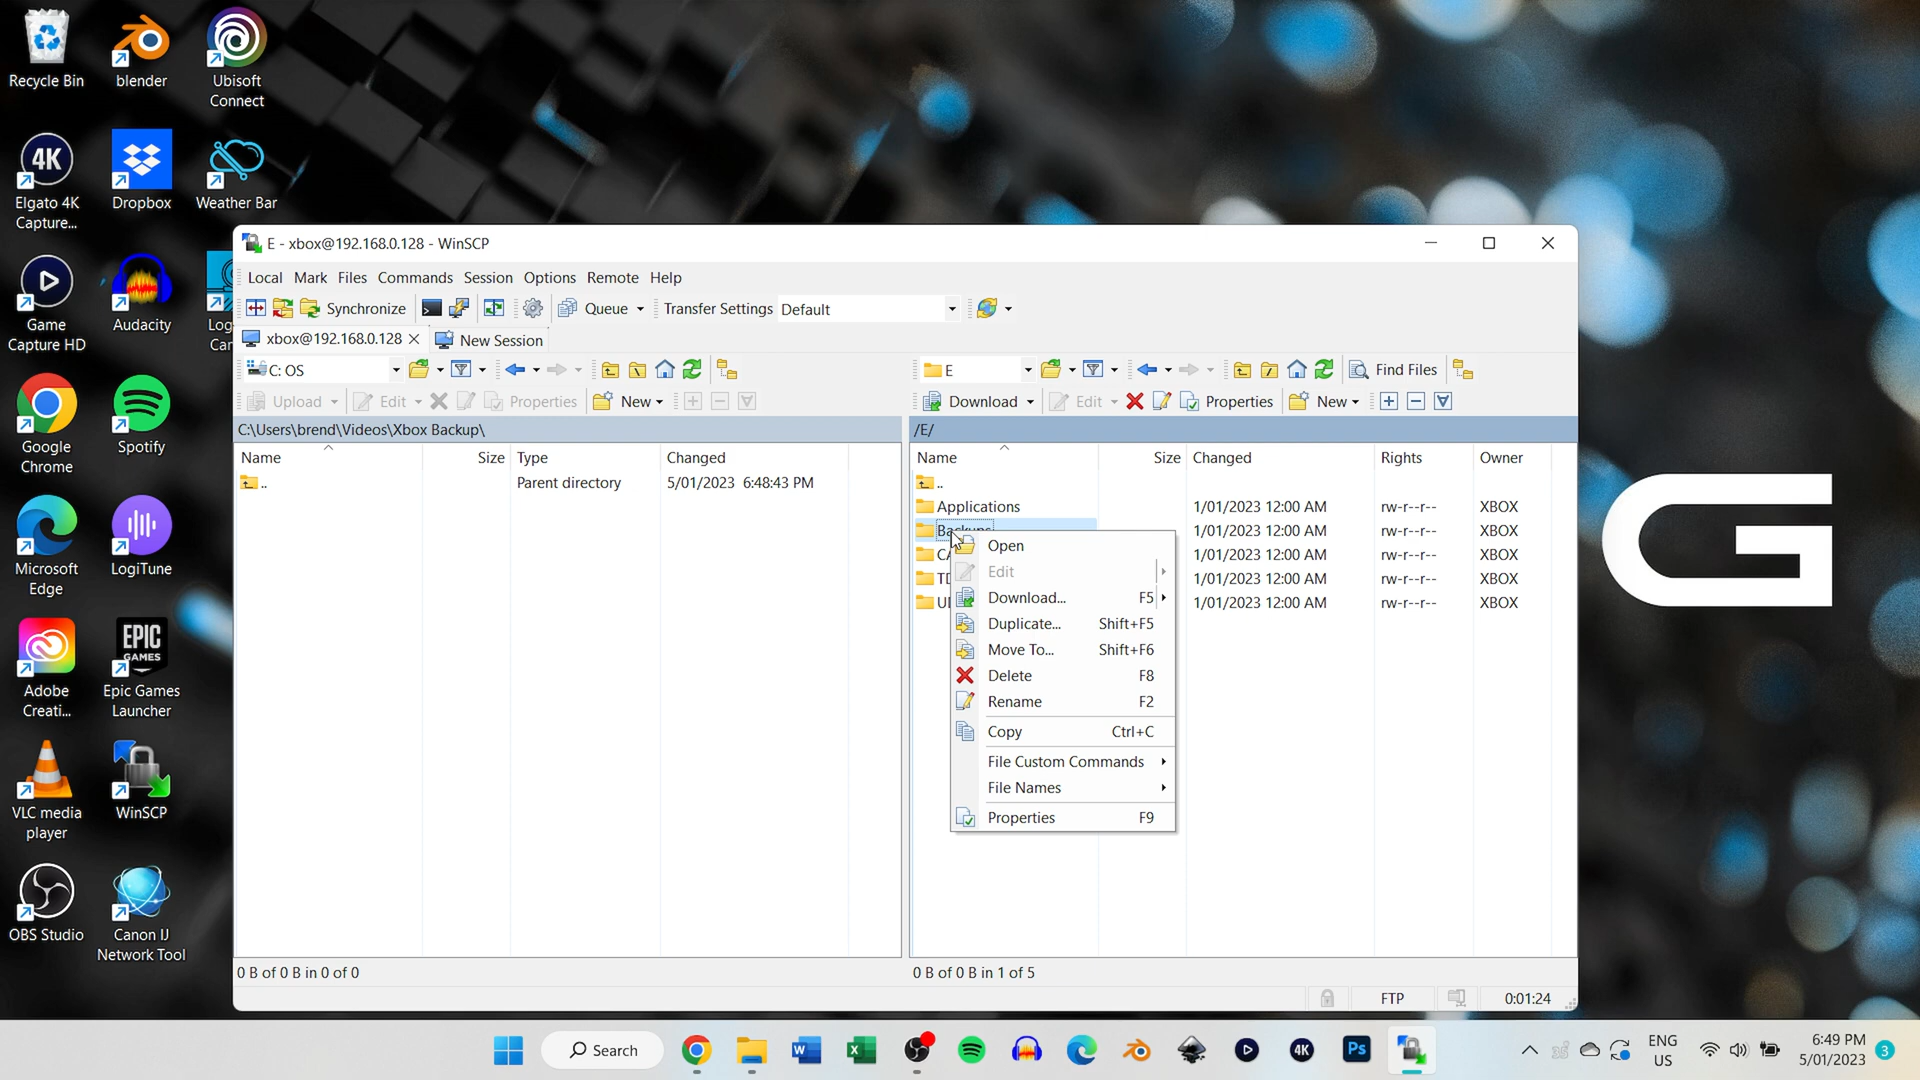 Recycle Bin
blender
Ubisoft
Connect
4K
Elgato 4K
Capture...
Dropbox
Weather Bar
Game
Capture HD
Audacity
Google
Chrome
Spotify
Microsoft
Edge
LogiTune
Adobe
Creati...
EPIC
GAMES
Epic Games
Launcher
VLC media
player
WinSCP
OBS Studio
Canon IJ
Network Tool
E - xbox@192.168.0.128 - WinSCP
Local Mark Files Commands Session Options Remote Help
Synchronize Queue Transfer Settings Default
xbox@192.168.0.128 New Session
C: OS
E Find Files
Upload Edit Properties New
Download Edit Properties New
C:\Users\brend\Videos\Xbox Backup\
/E/
Name Size Type Changed
.. Parent directory 5/01/2023 6:48:43 PM
Name Size Changed Rights Owner
..
Applications 1/01/2023 12:00 AM rw-r--r-- XBOX
Backups 1/01/2023 12:00 AM rw-r--r-- XBOX
1/01/2023 12:00 AM rw-r--r-- XBOX
1/01/2023 12:00 AM rw-r--r-- XBOX
1/01/2023 12:00 AM rw-r--r-- XBOX
Open
Edit
Download... F5
Duplicate... Shift+F5
Move To... Shift+F6
Delete F8
Rename F2
Copy Ctrl+C
File Custom Commands
File Names
Properties F9
0 B of 0 B in 0 of 0
0 B of 0 B in 1 of 5
FTP 0:01:24
G
Search
W
X
4K
Ps
ENG
US
6:49 PM
5/01/2023
3